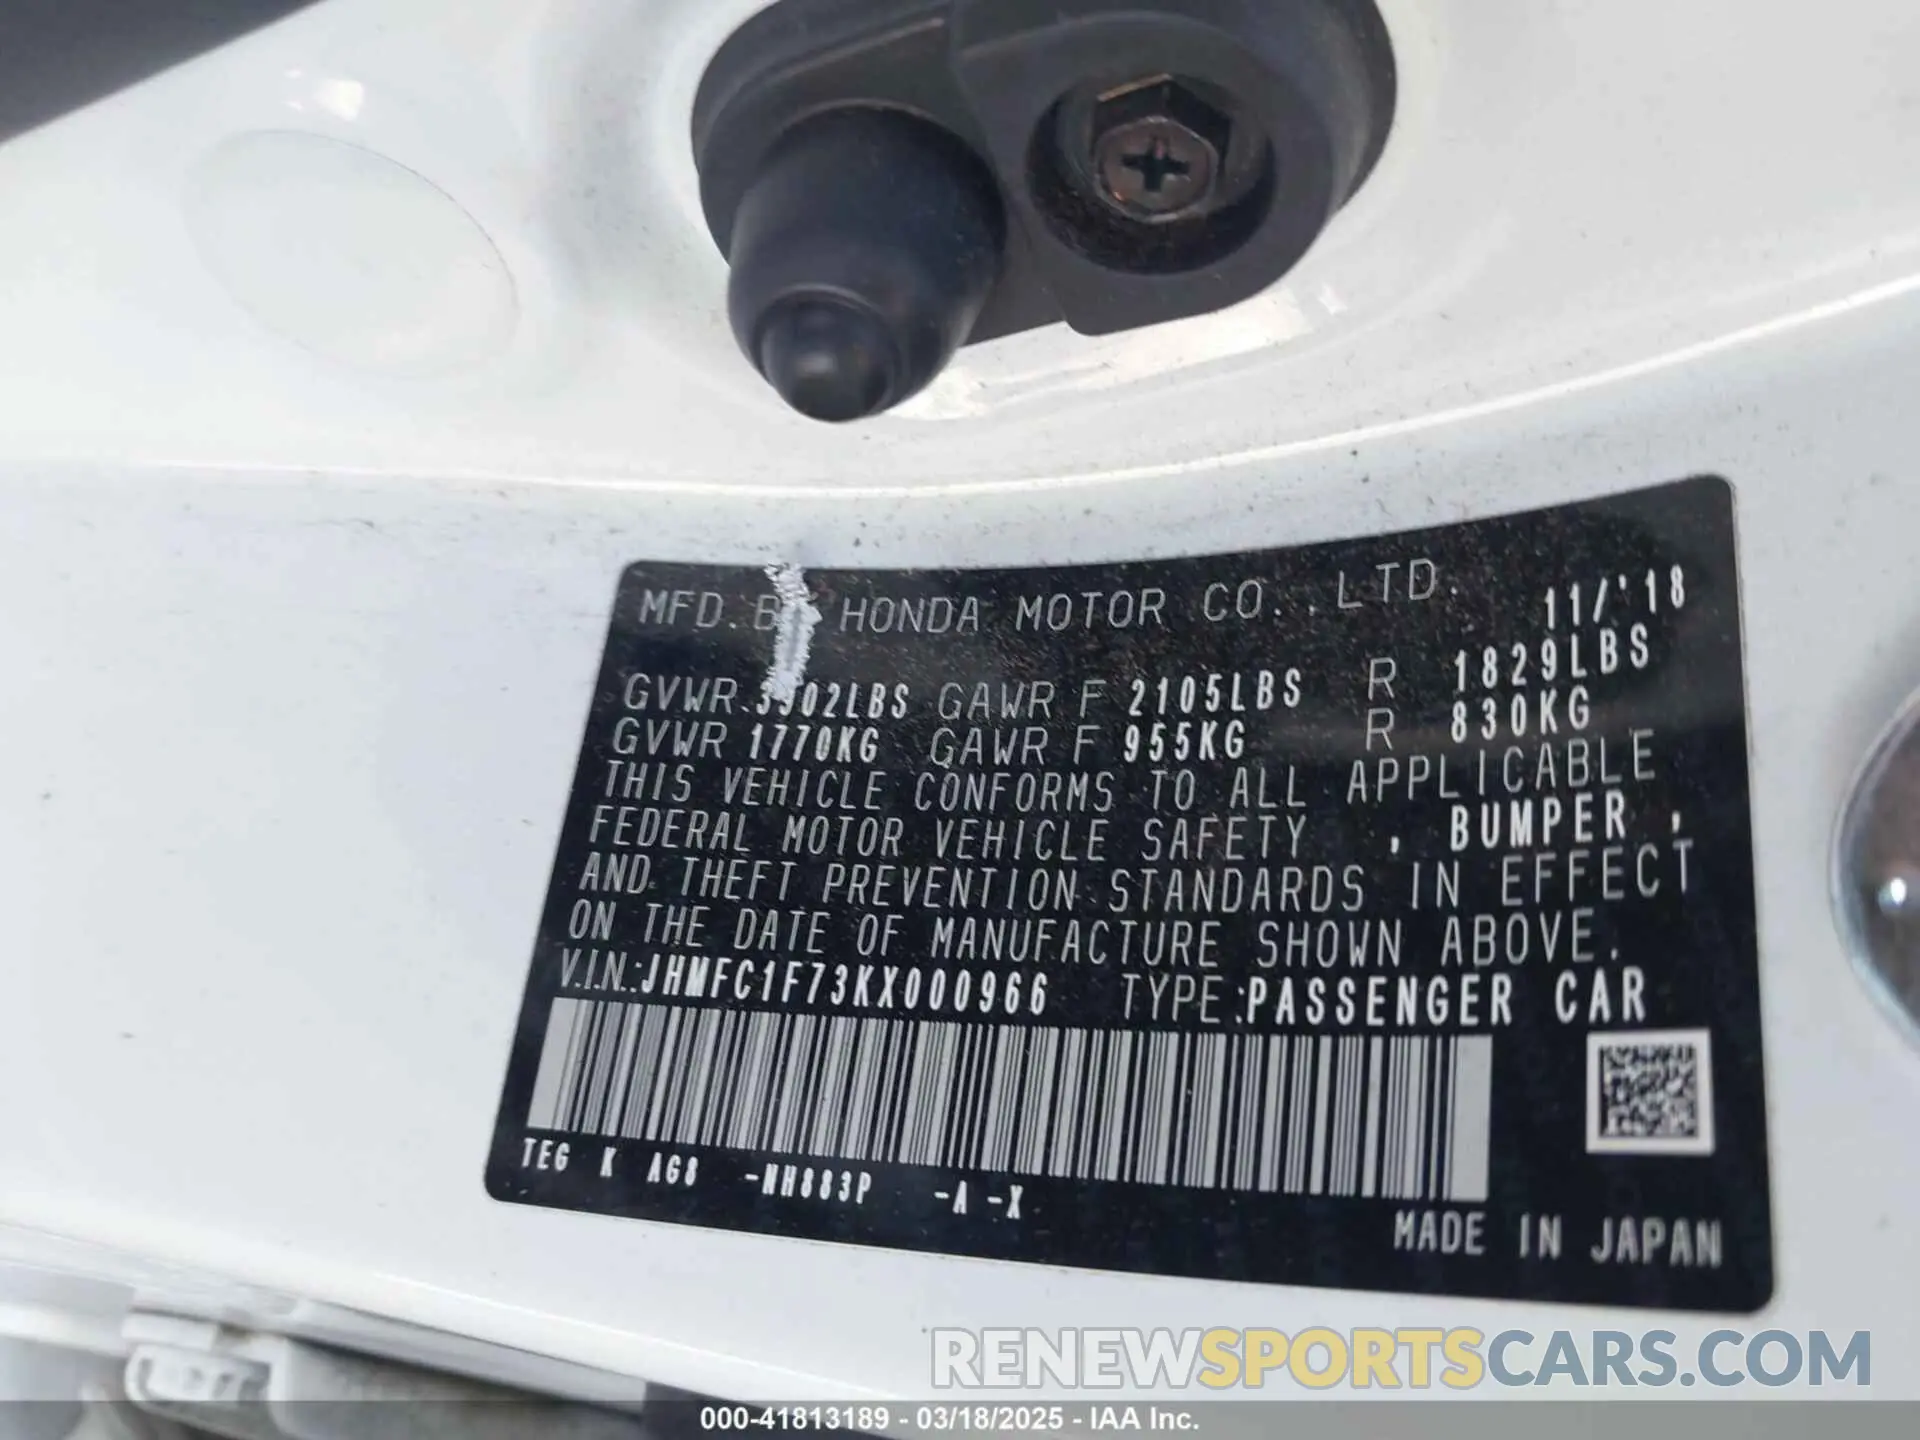 MFD. BY HONDA MOTOR CO., LTD. 11/'18
GVWR 3902LBS GAWR F 2105LBS R 1829LBS
GVWR 1770KG GAWR F 955KG R 830KG
THIS VEHICLE CONFORMS TO ALL APPLICABLE
FEDERAL MOTOR VEHICLE SAFETY , BUMPER ,
AND THEFT PREVENTION STANDARDS IN EFFECT
ON THE DATE OF MANUFACTURE SHOWN ABOVE.
V.I.N.:JHMFC1F73KX000966 TYPE:PASSENGER CAR
TEG K AG8 -NH883P -A -X
MADE IN JAPAN
RENEWSPORTSCARS.COM
000-41813189 - 03/18/2025 - IAA Inc.